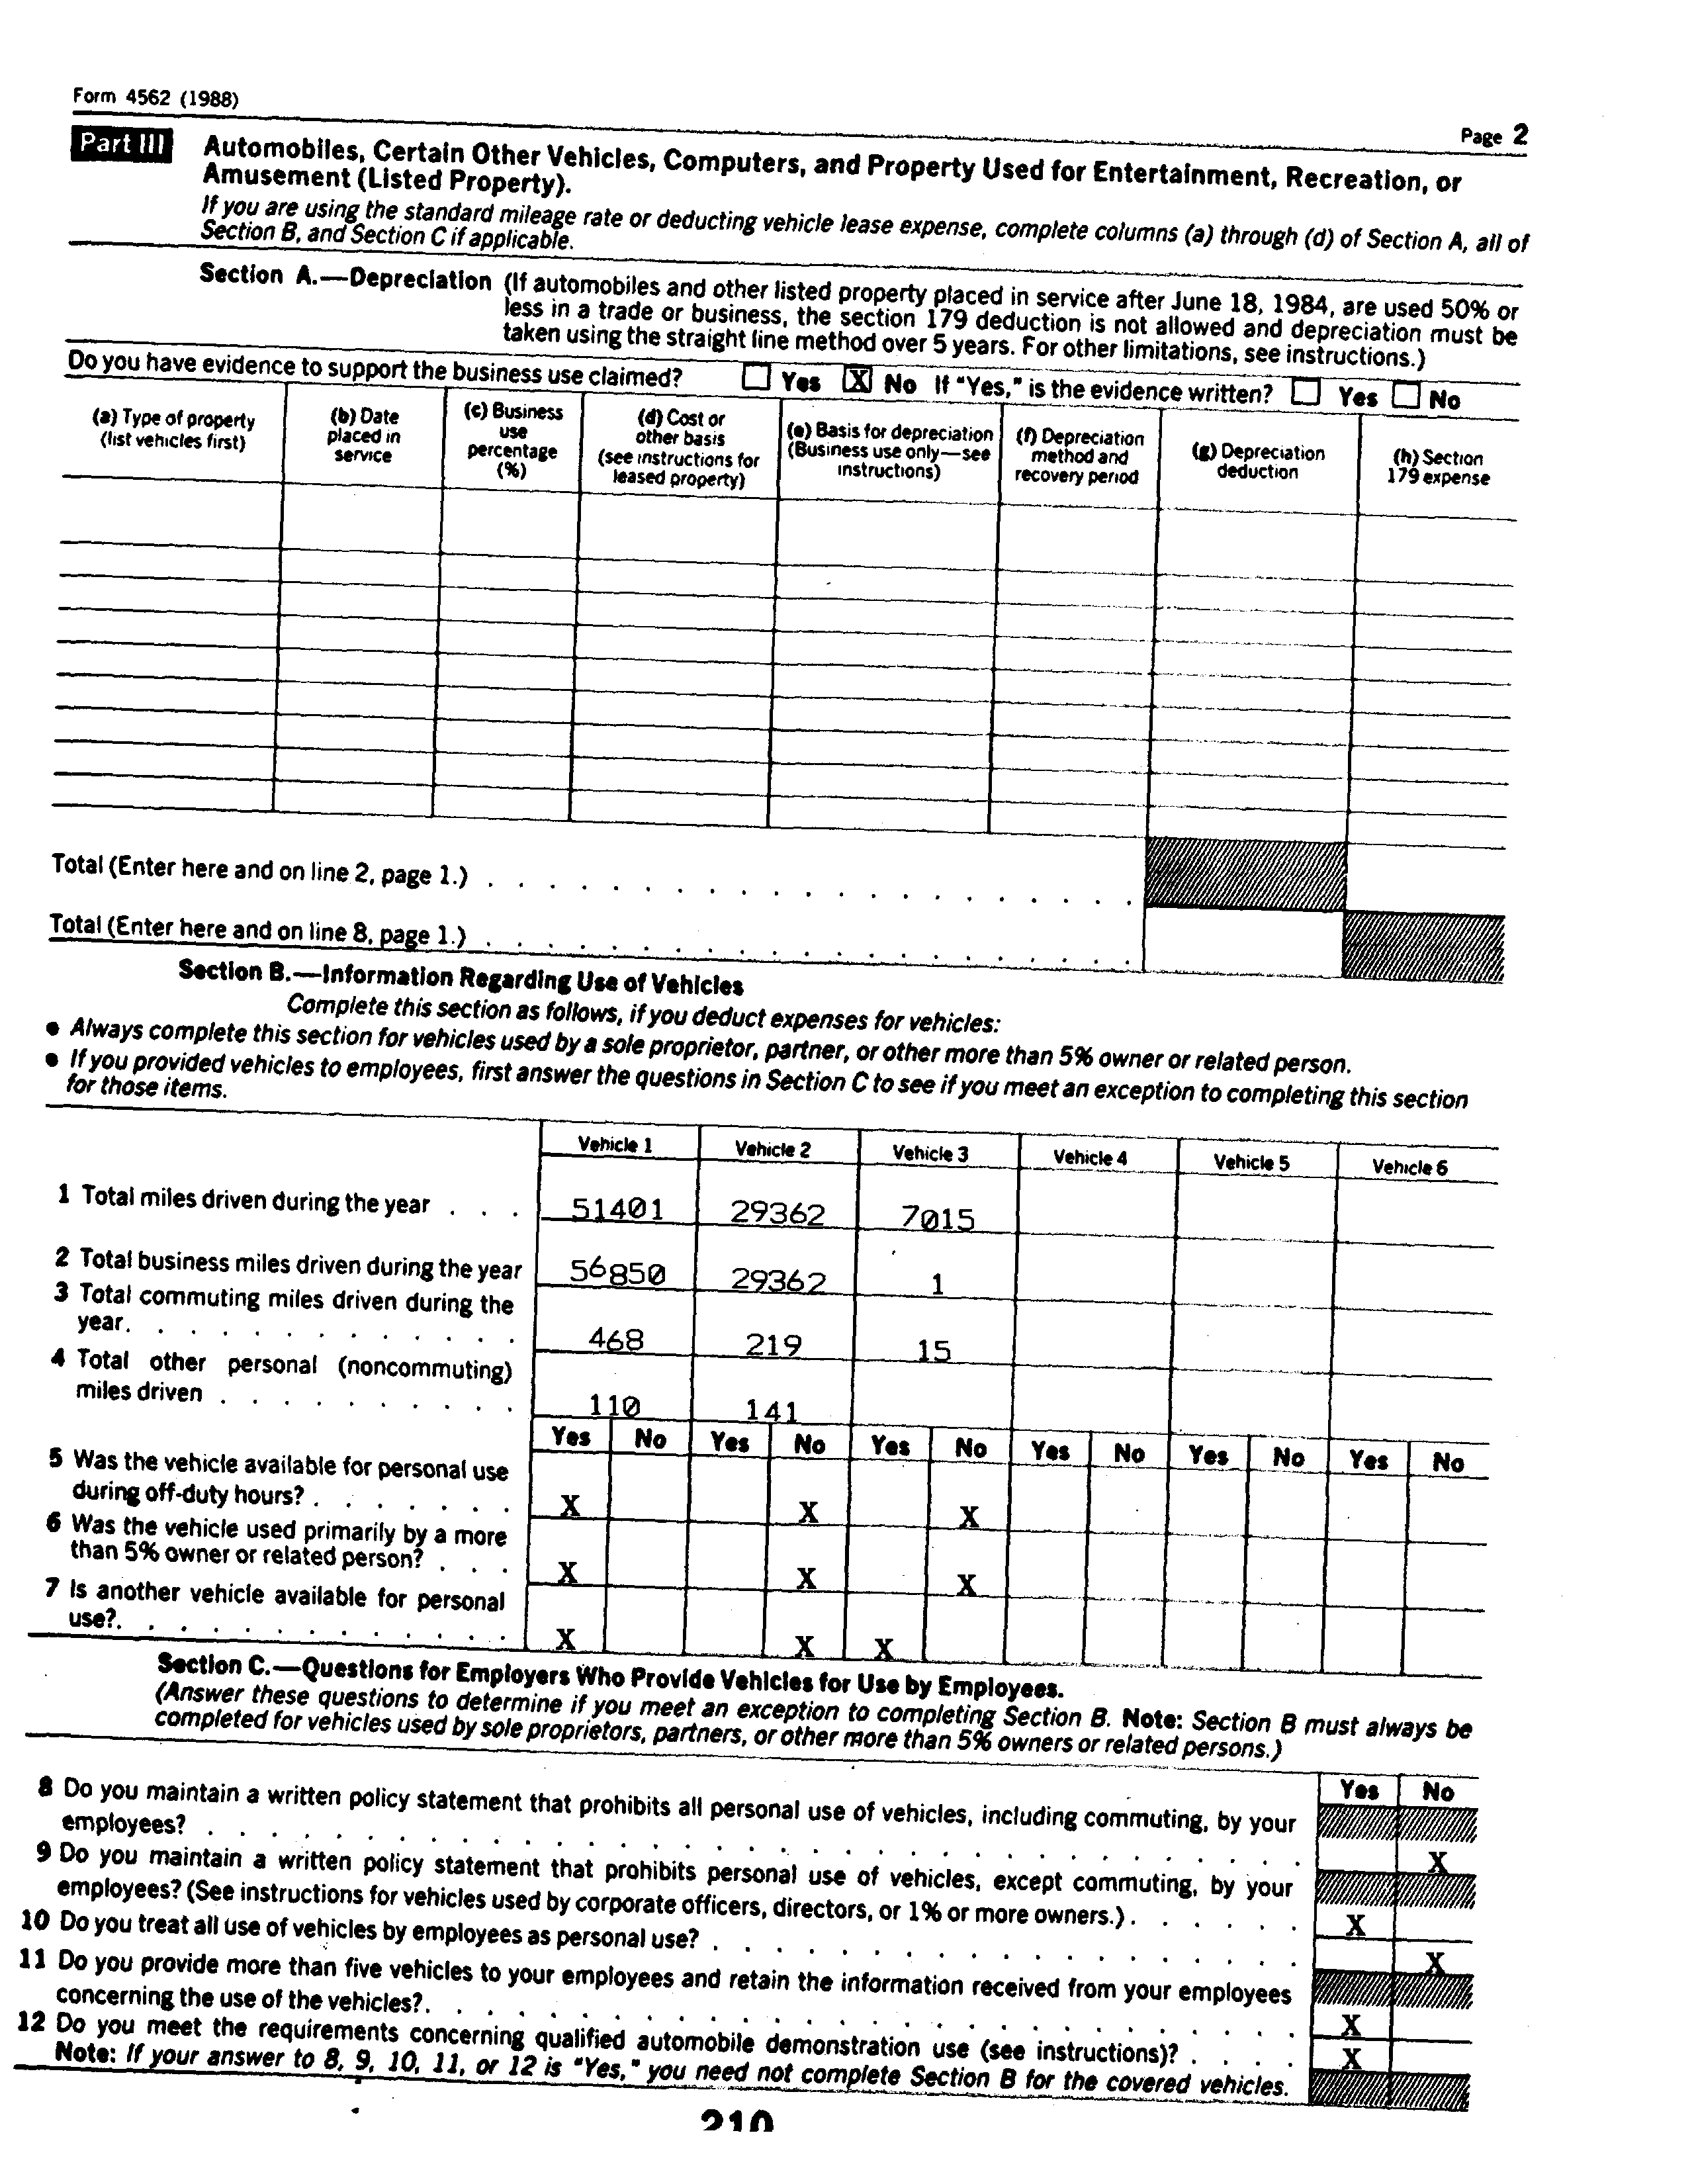 Form 4562 (1988)
Page 2
Part III
Automobiles, Certain Other Vehicles, Computers, and Property Used for Entertainment, Recreation, or
Amusement (Listed Property).
If you are using the standard mileage rate or deducting vehicle lease expense, complete columns (a) through (d) of Section A, all of
Section B, and Section C if applicable.
Section A.—Depreciation (If automobiles and other listed property placed in service after June 18, 1984, are used 50% or
less in a trade or business, the section 179 deduction is not allowed and depreciation must be
taken using the straight line method over 5 years. For other limitations, see instructions.)
Do you have evidence to support the business use claimed? Yes X No If "Yes," is the evidence written? Yes No
(a) Type of property
(list vehicles first)
(b) Date
placed in
service
(c) Business
use
percentage
(%)
(d) Cost or
other basis
(see instructions for
leased property)
(e) Basis for depreciation
(Business use only—see
instructions)
(f) Depreciation
method and
recovery period
(g) Depreciation
deduction
(h) Section
179 expense
Total (Enter here and on line 2, page 1.) . . . . . . . . . . . . . . . . . . . . .
Total (Enter here and on line 8, page 1.) . . . . . . . . . . . . . . . . . . . . .
Section B.—Information Regarding Use of Vehicles
Complete this section as follows, if you deduct expenses for vehicles:
● Always complete this section for vehicles used by a sole proprietor, partner, or other more than 5% owner or related person.
● If you provided vehicles to employees, first answer the questions in Section C to see if you meet an exception to completing this section
for those items.
Vehicle 1 Vehicle 2 Vehicle 3 Vehicle 4 Vehicle 5 Vehicle 6
1 Total miles driven during the year . . . 51401 29362 7015
2 Total business miles driven during the year 56850 29362 1
3 Total commuting miles driven during the
year. . . . . . . . . . . . . 468 219 15
4 Total other personal (noncommuting)
miles driven . . . . . . . . . . 110 141
Yes No Yes No Yes No Yes No Yes No Yes No
5 Was the vehicle available for personal use
during off-duty hours? . . . . . . . X X X
6 Was the vehicle used primarily by a more
than 5% owner or related person? . . . X X X
7 Is another vehicle available for personal
use?. . . . . . . . . . . . . X X X
Section C.—Questions for Employers Who Provide Vehicles for Use by Employees.
(Answer these questions to determine if you meet an exception to completing Section B. Note: Section B must always be
completed for vehicles used by sole proprietors, partners, or other more than 5% owners or related persons.)
Yes No
8 Do you maintain a written policy statement that prohibits all personal use of vehicles, including commuting, by your
employees? . . . . . . . . . . . . . . . . . . . . . . . . . . . . . . . . . . . X
9 Do you maintain a written policy statement that prohibits personal use of vehicles, except commuting, by your
employees? (See instructions for vehicles used by corporate officers, directors, or 1% or more owners.) . . . . . . X
10 Do you treat all use of vehicles by employees as personal use? . . . . . . . . . . . . . . . . . . . X
11 Do you provide more than five vehicles to your employees and retain the information received from your employees
concerning the use of the vehicles?. . . . . . . . . . . . . . . . . . . . . . . . . . . . X
12 Do you meet the requirements concerning qualified automobile demonstration use (see instructions)? . . . . X
Note: If your answer to 8, 9, 10, 11, or 12 is "Yes," you need not complete Section B for the covered vehicles.
210